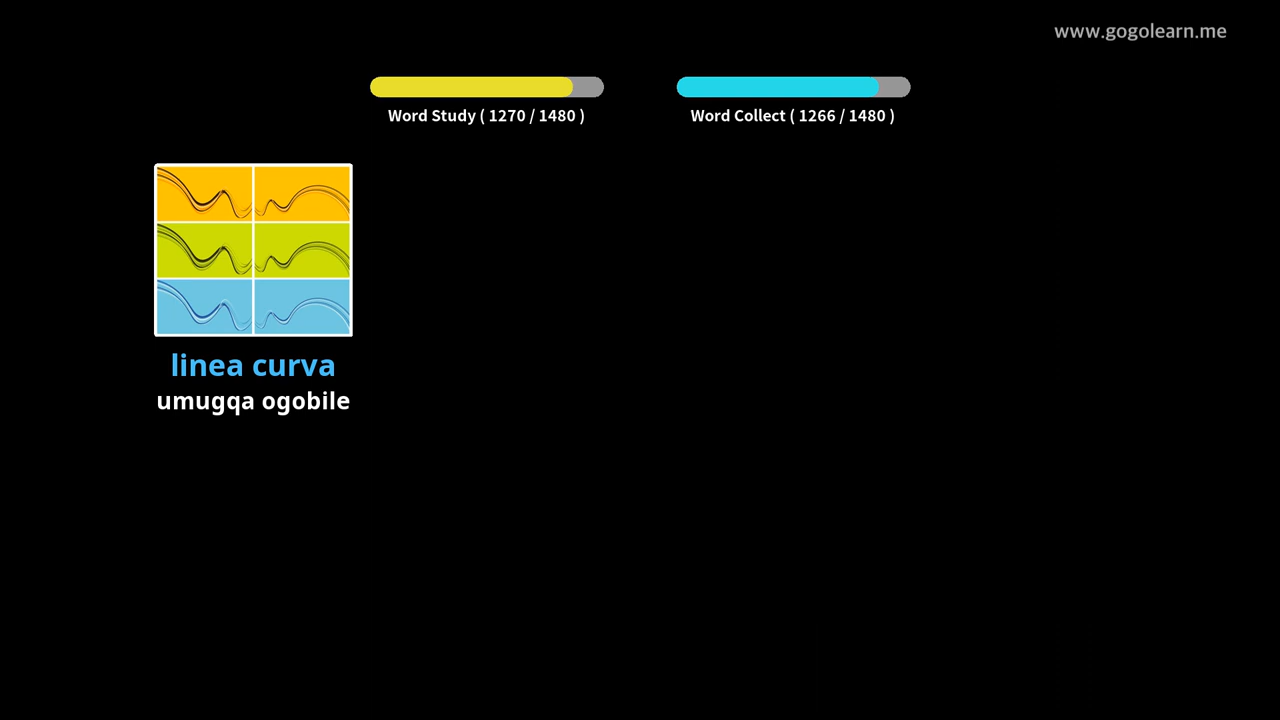 www.gogolearn.me
Word Study ( 1270 / 1480 )
Word Collect ( 1266 / 1480 )
linea curva
umugqa ogobile